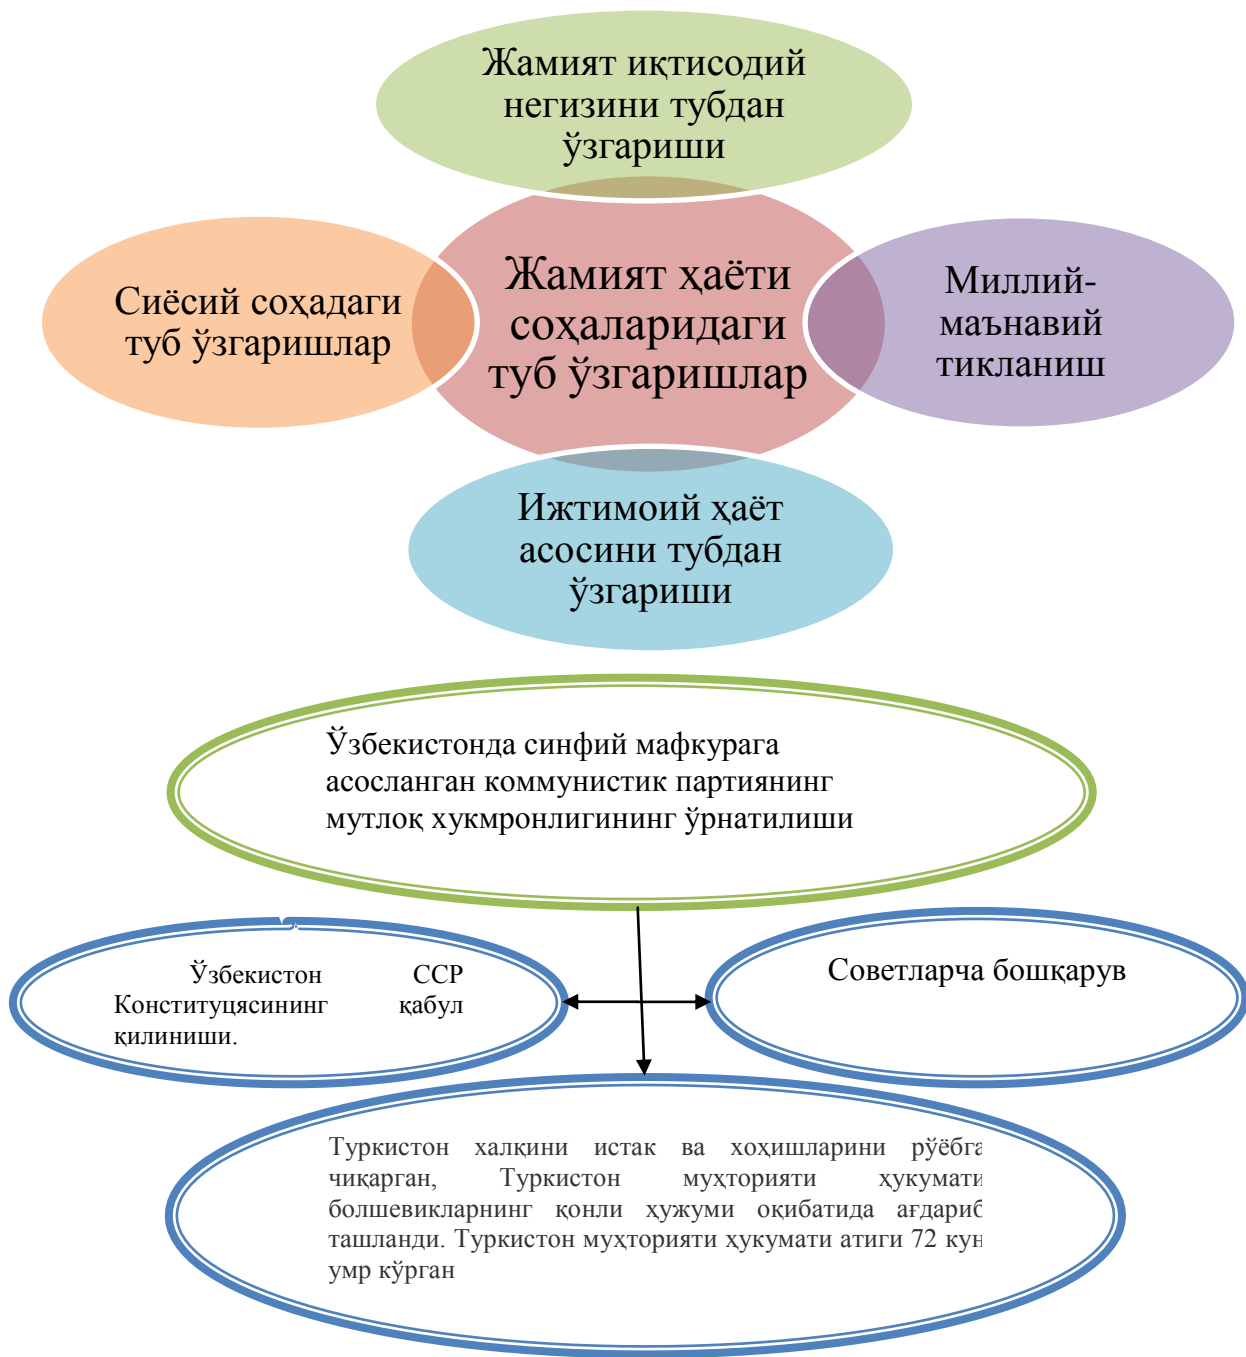 Жамият иқтисодий
негизини тубдан
ўзгариши
Сиёсий соҳадаги
туб ўзгаришлар
Жамият ҳаёти
соҳаларидаги
туб ўзгаришлар
Миллий-
маънавий
тикланиш
Ижтимоий ҳаёт
асосини тубдан
ўзгариши
Ўзбекистонда синфий мафкурага
асосланган коммунистик партиянинг
мутлоқ хукмронлигининг ўрнатилиши
Ўзбекистон ССР
Конституцясининг қабул
қилиниши.
Советларча бошқарув
Туркистон халқини истак ва хоҳишларини рўёбга
чиқарган, Туркистон муҳторияти ҳукумати
болшевикларнинг қонли ҳужуми оқибатида ағдариб
ташланди. Туркистон муҳторияти ҳукумати атиги 72 кун
умр кўрган